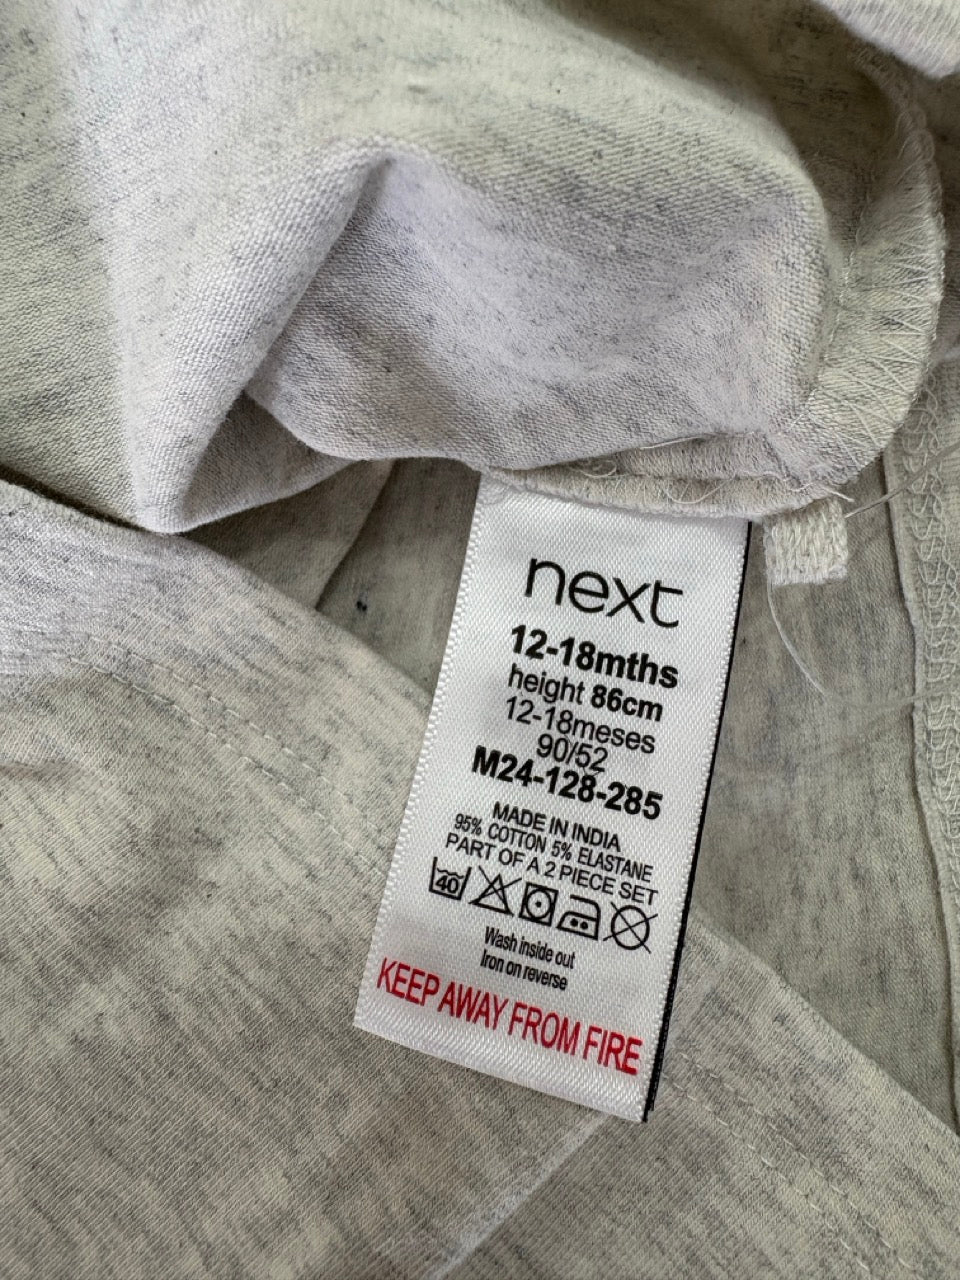 next
12-18mths
height 86cm
12-18meses
90/52
M24-128-285
MADE IN INDIA
95% COTTON 5% ELASTANE
PART OF A 2 PIECE SET
40
Wash inside out
Iron on reverse
KEEP AWAY FROM FIRE